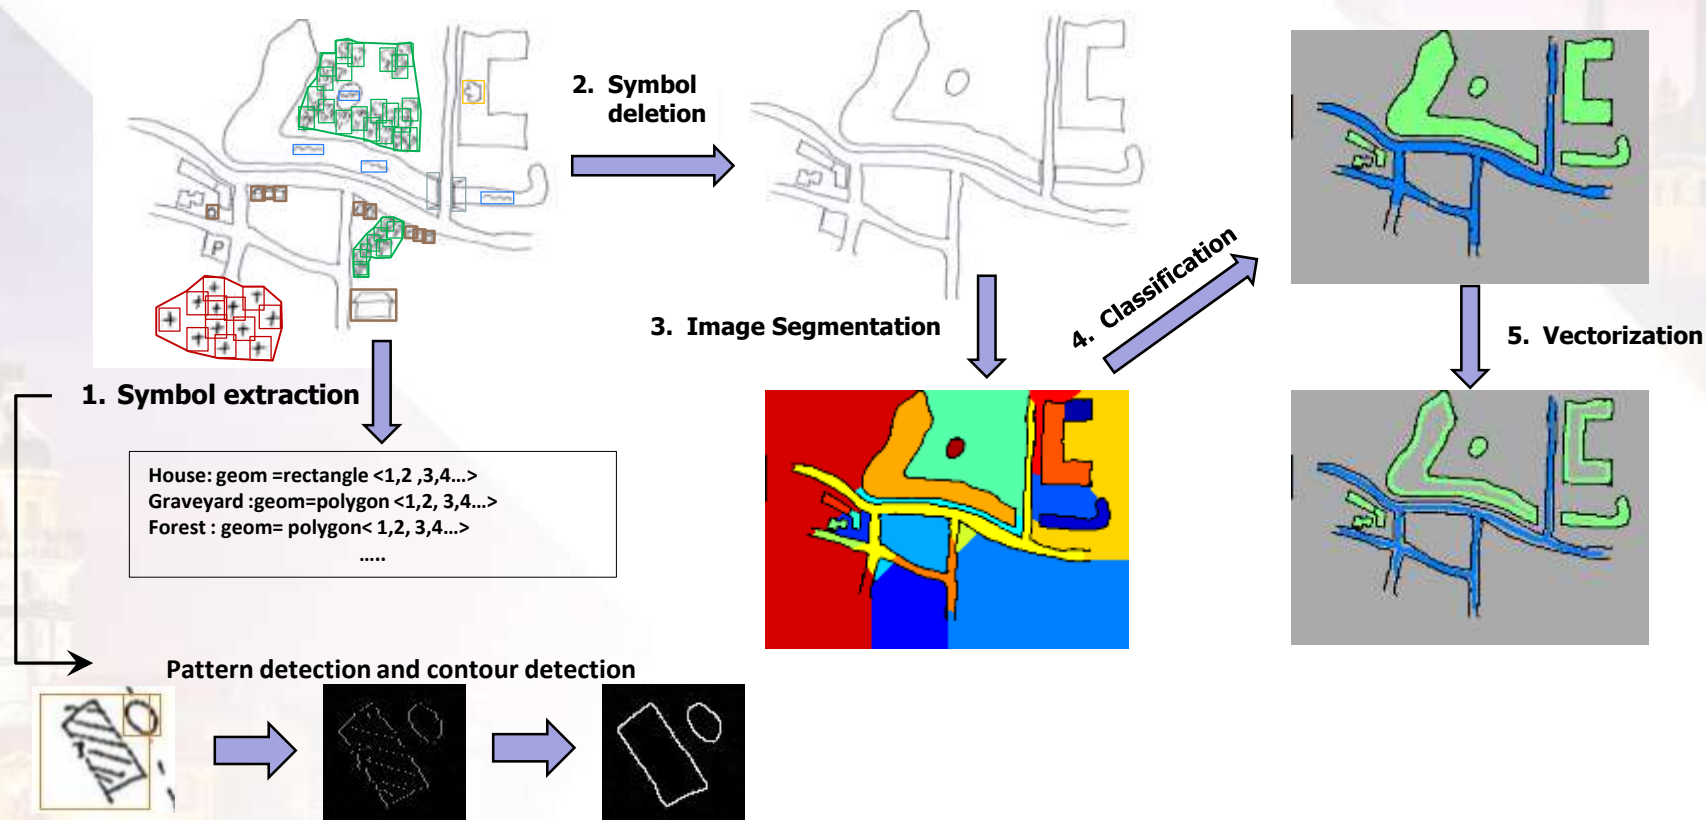 2. Symbol
deletion
P
3. Image Segmentation
4. Classification
5. Vectorization
1. Symbol extraction
House: geom =rectangle <1,2 ,3,4...>
Graveyard :geom=polygon <1,2, 3,4...>
Forest : geom= polygon< 1,2, 3,4...>
.....
Pattern detection and contour detection